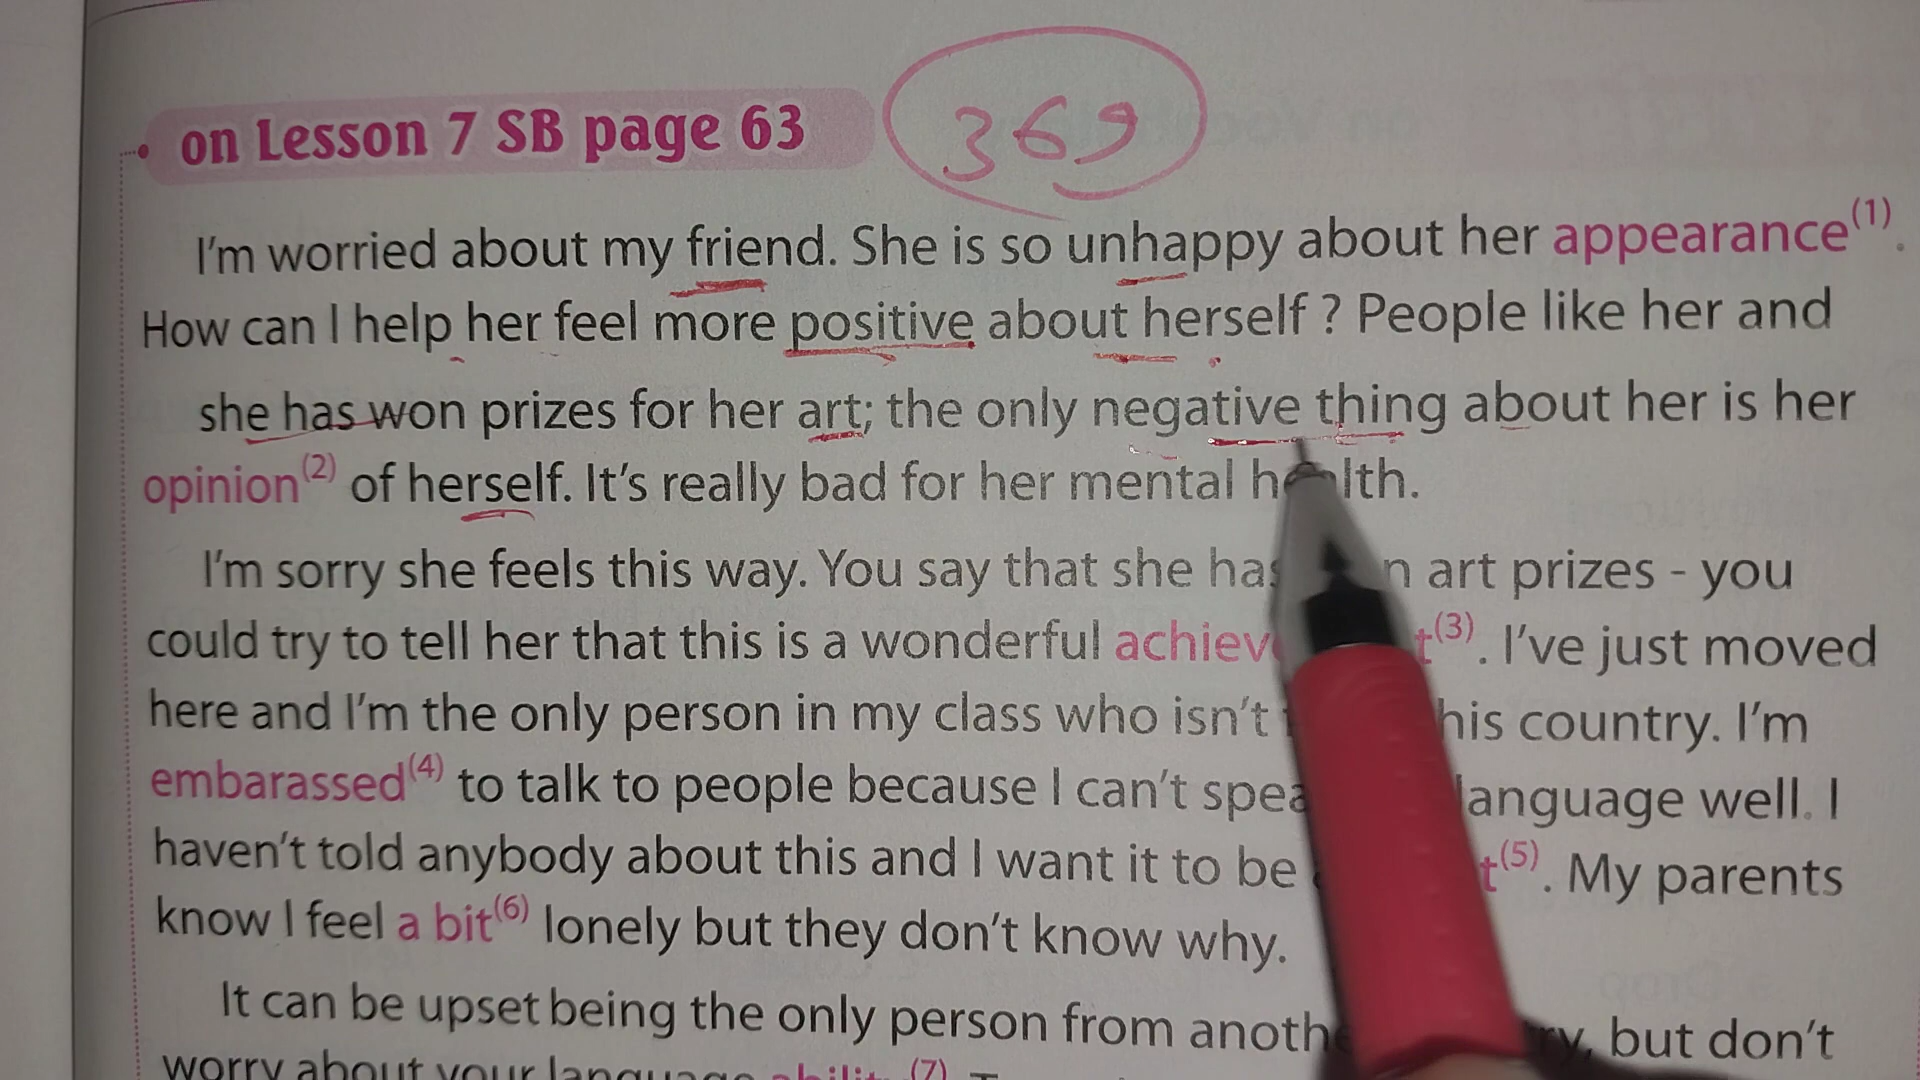 on Lesson 7 SB page 63
369
I'm worried about my friend. She is so unhappy about her appearance(1).
How can I help her feel more positive about herself ? People like her and
she has won prizes for her art; the only negative thing about her is her
opinion(2) of herself. It's really bad for her mental health.
I'm sorry she feels this way. You say that she has art prizes - you
could try to tell her that this is a wonderful (3). I've just moved
here and I'm the only person in my class who isn't country. I'm
embarassed(4) to talk to people because I can't language well. I
haven't told anybody about this and I want it to be (5). My parents
know I feel a bit(6) lonely but they don't know why.
It can be upset being the only person from but don't
worry about your language ability(7).